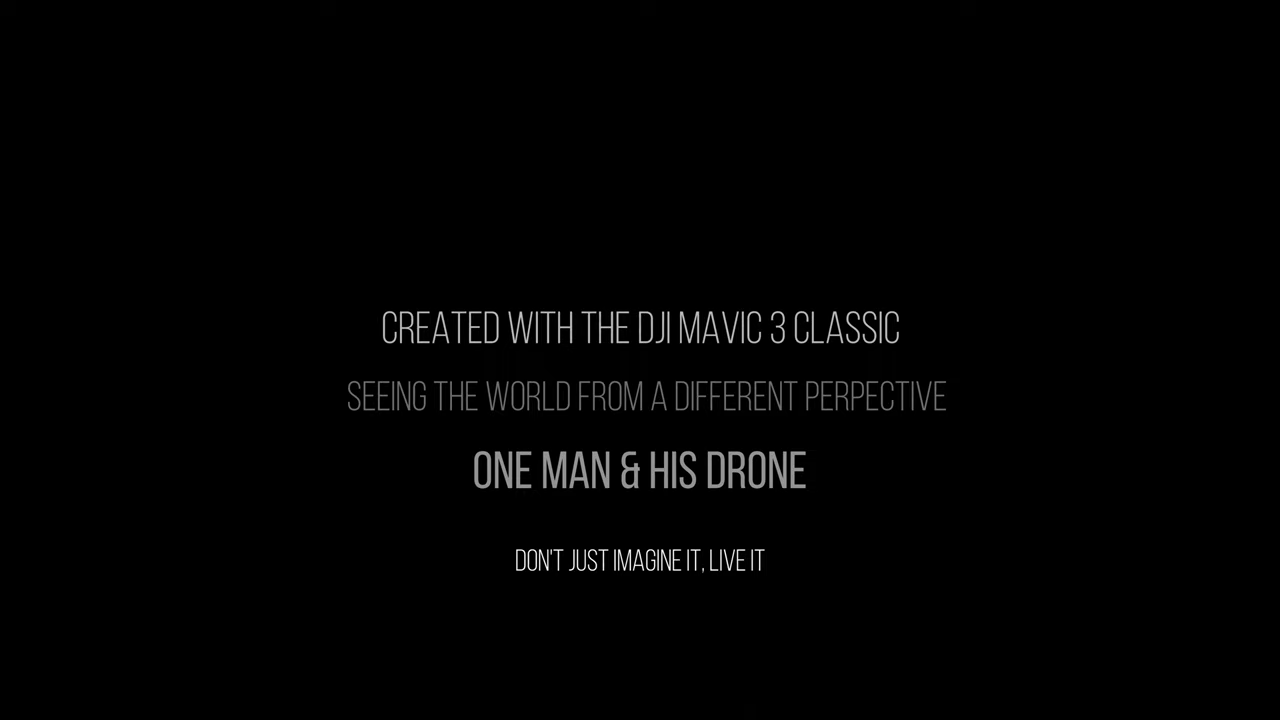 CREATED WITH THE DJI MAVIC 3 CLASSIC
SEEING THE WORLD FROM A DIFFERENT PERPECTIVE
ONE MAN & HIS DRONE
DON'T JUST IMAGINE IT, LIVE IT